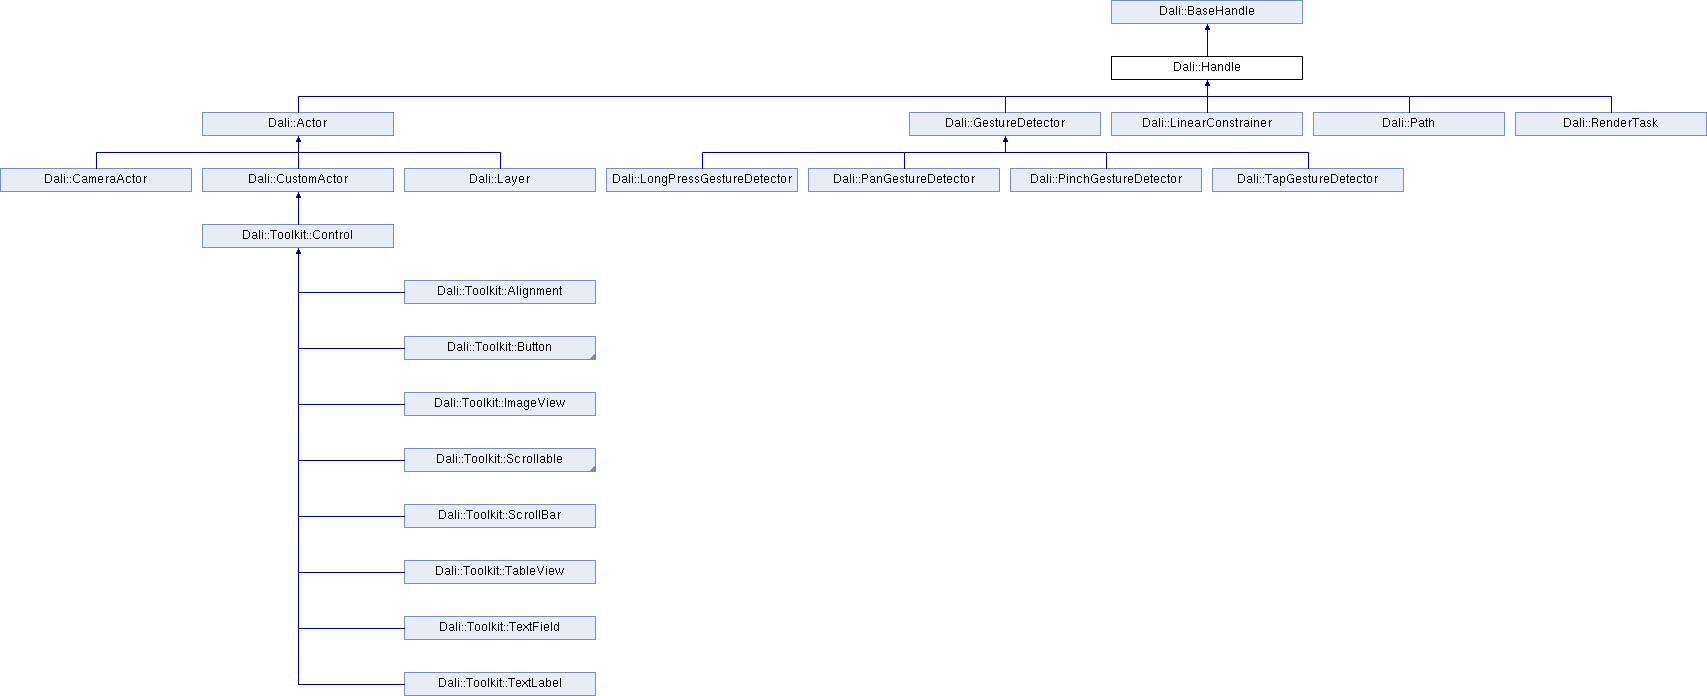 Dali::BaseHandle
Dali::Handle
Dali::Actor
Dali::GestureDetector
Dali::LinearConstrainer
Dali::Path
Dali::RenderTask
Dali::CameraActor
Dali::CustomActor
Dali::Layer
Dali::LongPressGestureDetector
Dali::PanGestureDetector
Dali::PinchGestureDetector
Dali::TapGestureDetector
Dali::Toolkit::Control
Dali::Toolkit::Alignment
Dali::Toolkit::Button
Dali::Toolkit::ImageView
Dali::Toolkit::Scrollable
Dali::Toolkit::ScrollBar
Dali::Toolkit::TableView
Dali::Toolkit::TextField
Dali::Toolkit::TextLabel